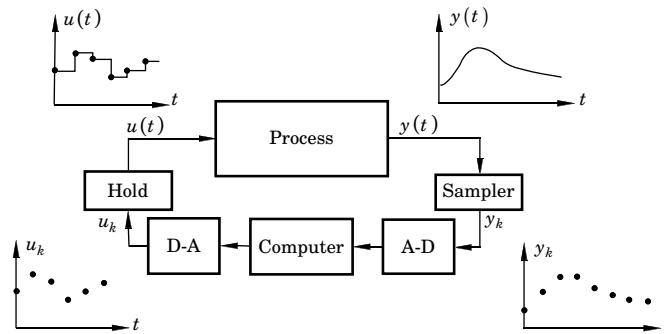 u(t)
y(t)
t
t
u(t)
Process
y(t)
Hold
Sampler
u_k
y_k
D-A
Computer
A-D
u_k
y_k
t